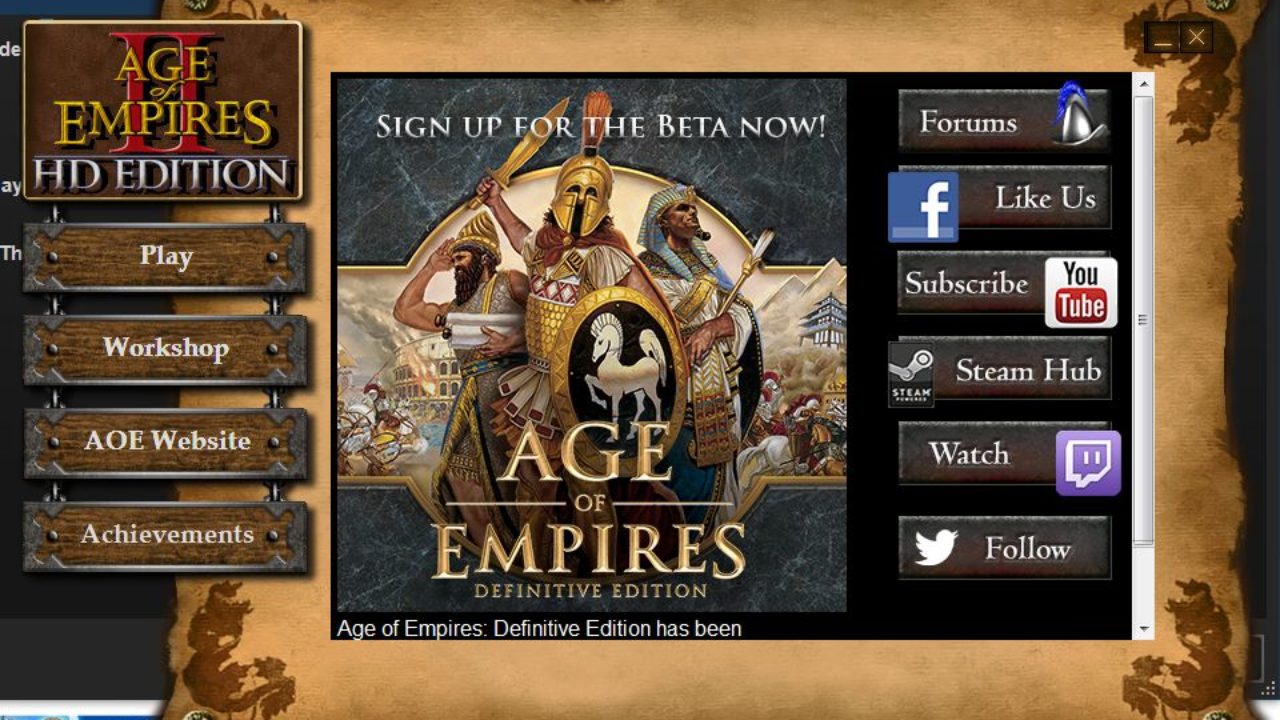 de
ay
Th
AGE
of
EMPIRES
II
HD EDITION
Play
Workshop
AOE Website
Achievements
SIGN UP FOR THE BETA NOW!
AGE
OF
EMPIRES
DEFINITIVE EDITION
Age of Empires: Definitive Edition has been
Forums
Like Us
Subscribe
You
Tube
STEAM
POWERED
Steam Hub
Watch
Follow